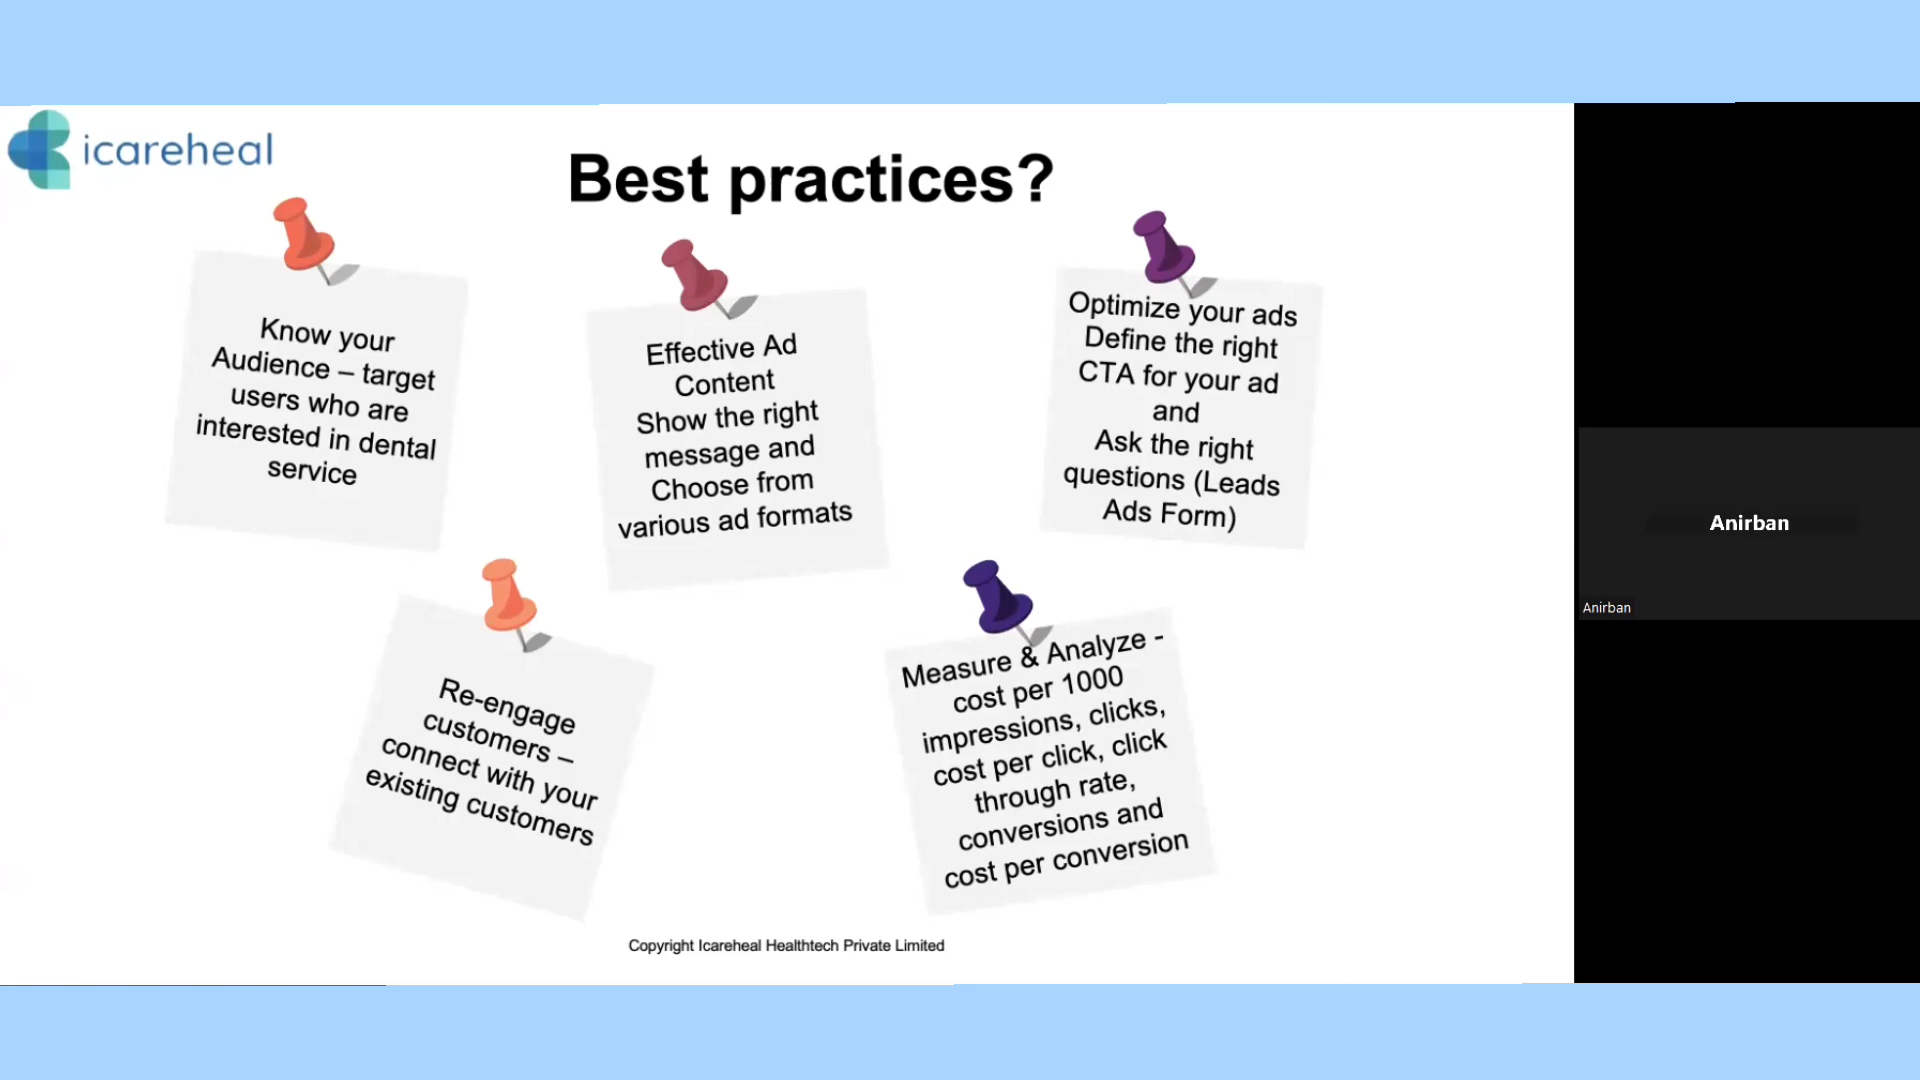 icareheal
Best practices?
Know your
Audience – target
users who are
interested in dental
service
Effective Ad
Content
Show the right
message and
Choose from
various ad formats
Optimize your ads
Define the right
CTA for your ad
and
Ask the right
questions (Leads
Ads Form)
Re-engage
customers –
connect with your
existing customers
Measure & Analyze -
cost per 1000
impressions, clicks,
cost per click, click
through rate,
conversions and
cost per conversion
Copyright Icareheal Healthtech Private Limited
Anirban
Anirban